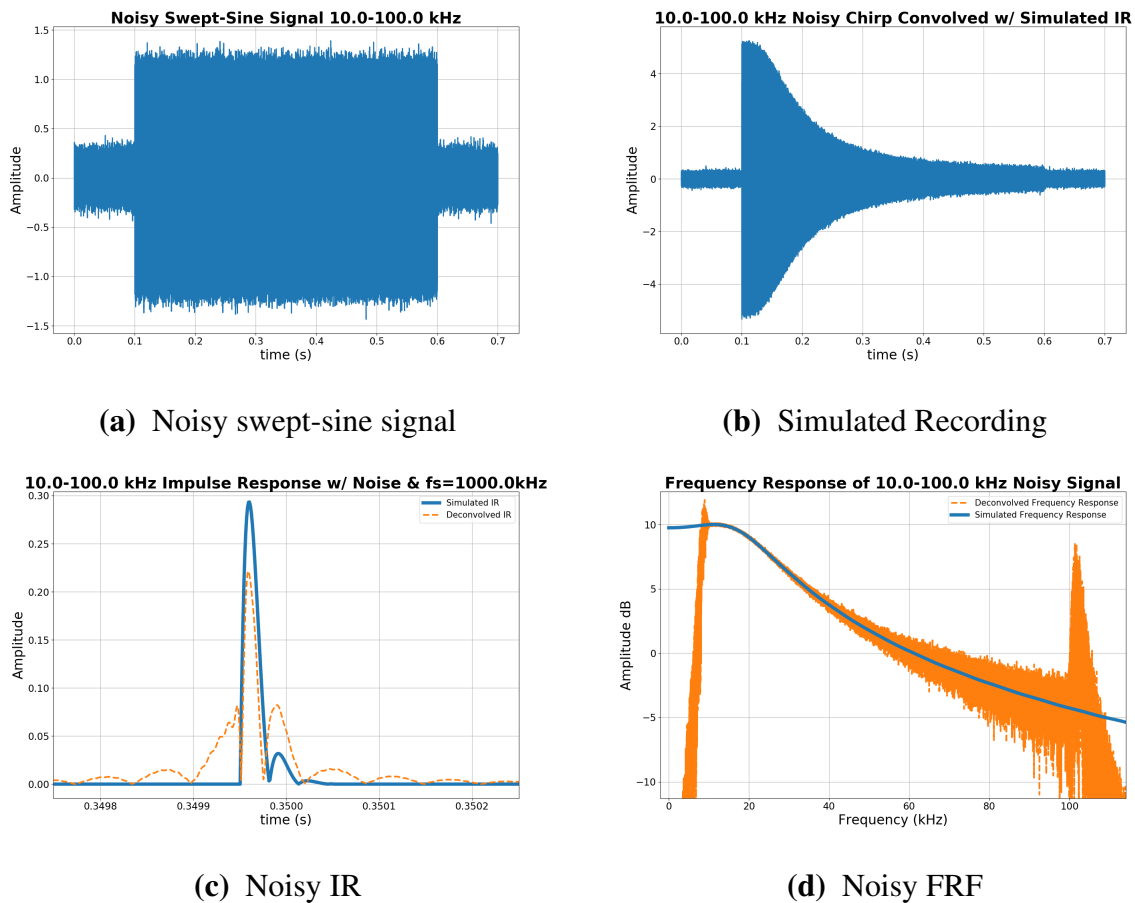 Noisy Swept-Sine Signal 10.0-100.0 kHz
1.5
1.0
0.5
0.0
−0.5
−1.0
−1.5
Amplitude
0.0 0.1 0.2 0.3 0.4 0.5 0.6 0.7
time (s)
(a) Noisy swept-sine signal
10.0-100.0 kHz Noisy Chirp Convolved w/ Simulated IR
4
2
0
−2
−4
Amplitude
0.0 0.1 0.2 0.3 0.4 0.5 0.6 0.7
time (s)
(b) Simulated Recording
10.0-100.0 kHz Impulse Response w/ Noise & fs=1000.0kHz
Simulated IR
Deconvolved IR
0.30
0.25
0.20
0.15
0.10
0.05
0.00
Amplitude
0.3498 0.3499 0.3500 0.3501 0.3502
time (s)
(c) Noisy IR
Frequency Response of 10.0-100.0 kHz Noisy Signal
Deconvolved Frequency Response
Simulated Frequency Response
10
5
0
−5
−10
Amplitude dB
0 20 40 60 80 100
Frequency (kHz)
(d) Noisy FRF